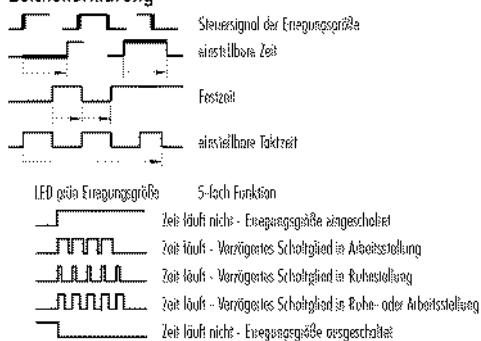 Steuersignal der Erregungsgröße
einstellbare Zeit
Festzeit
einstellbare Taktzeit
LED grün Erregungsgröße 5-fach Funktion
Zeit läuft nicht - Erregungsgröße eingeschaltet
Zeit läuft - Verzögertes Schaltglied in Arbeitsstellung
Zeit läuft - Verzögertes Schaltglied in Ruhestellung
Zeit läuft - Verzögertes Schaltglied in Ruhe- oder Arbeitsstellung
Zeit läuft nicht - Erregungsgröße ausgeschaltet